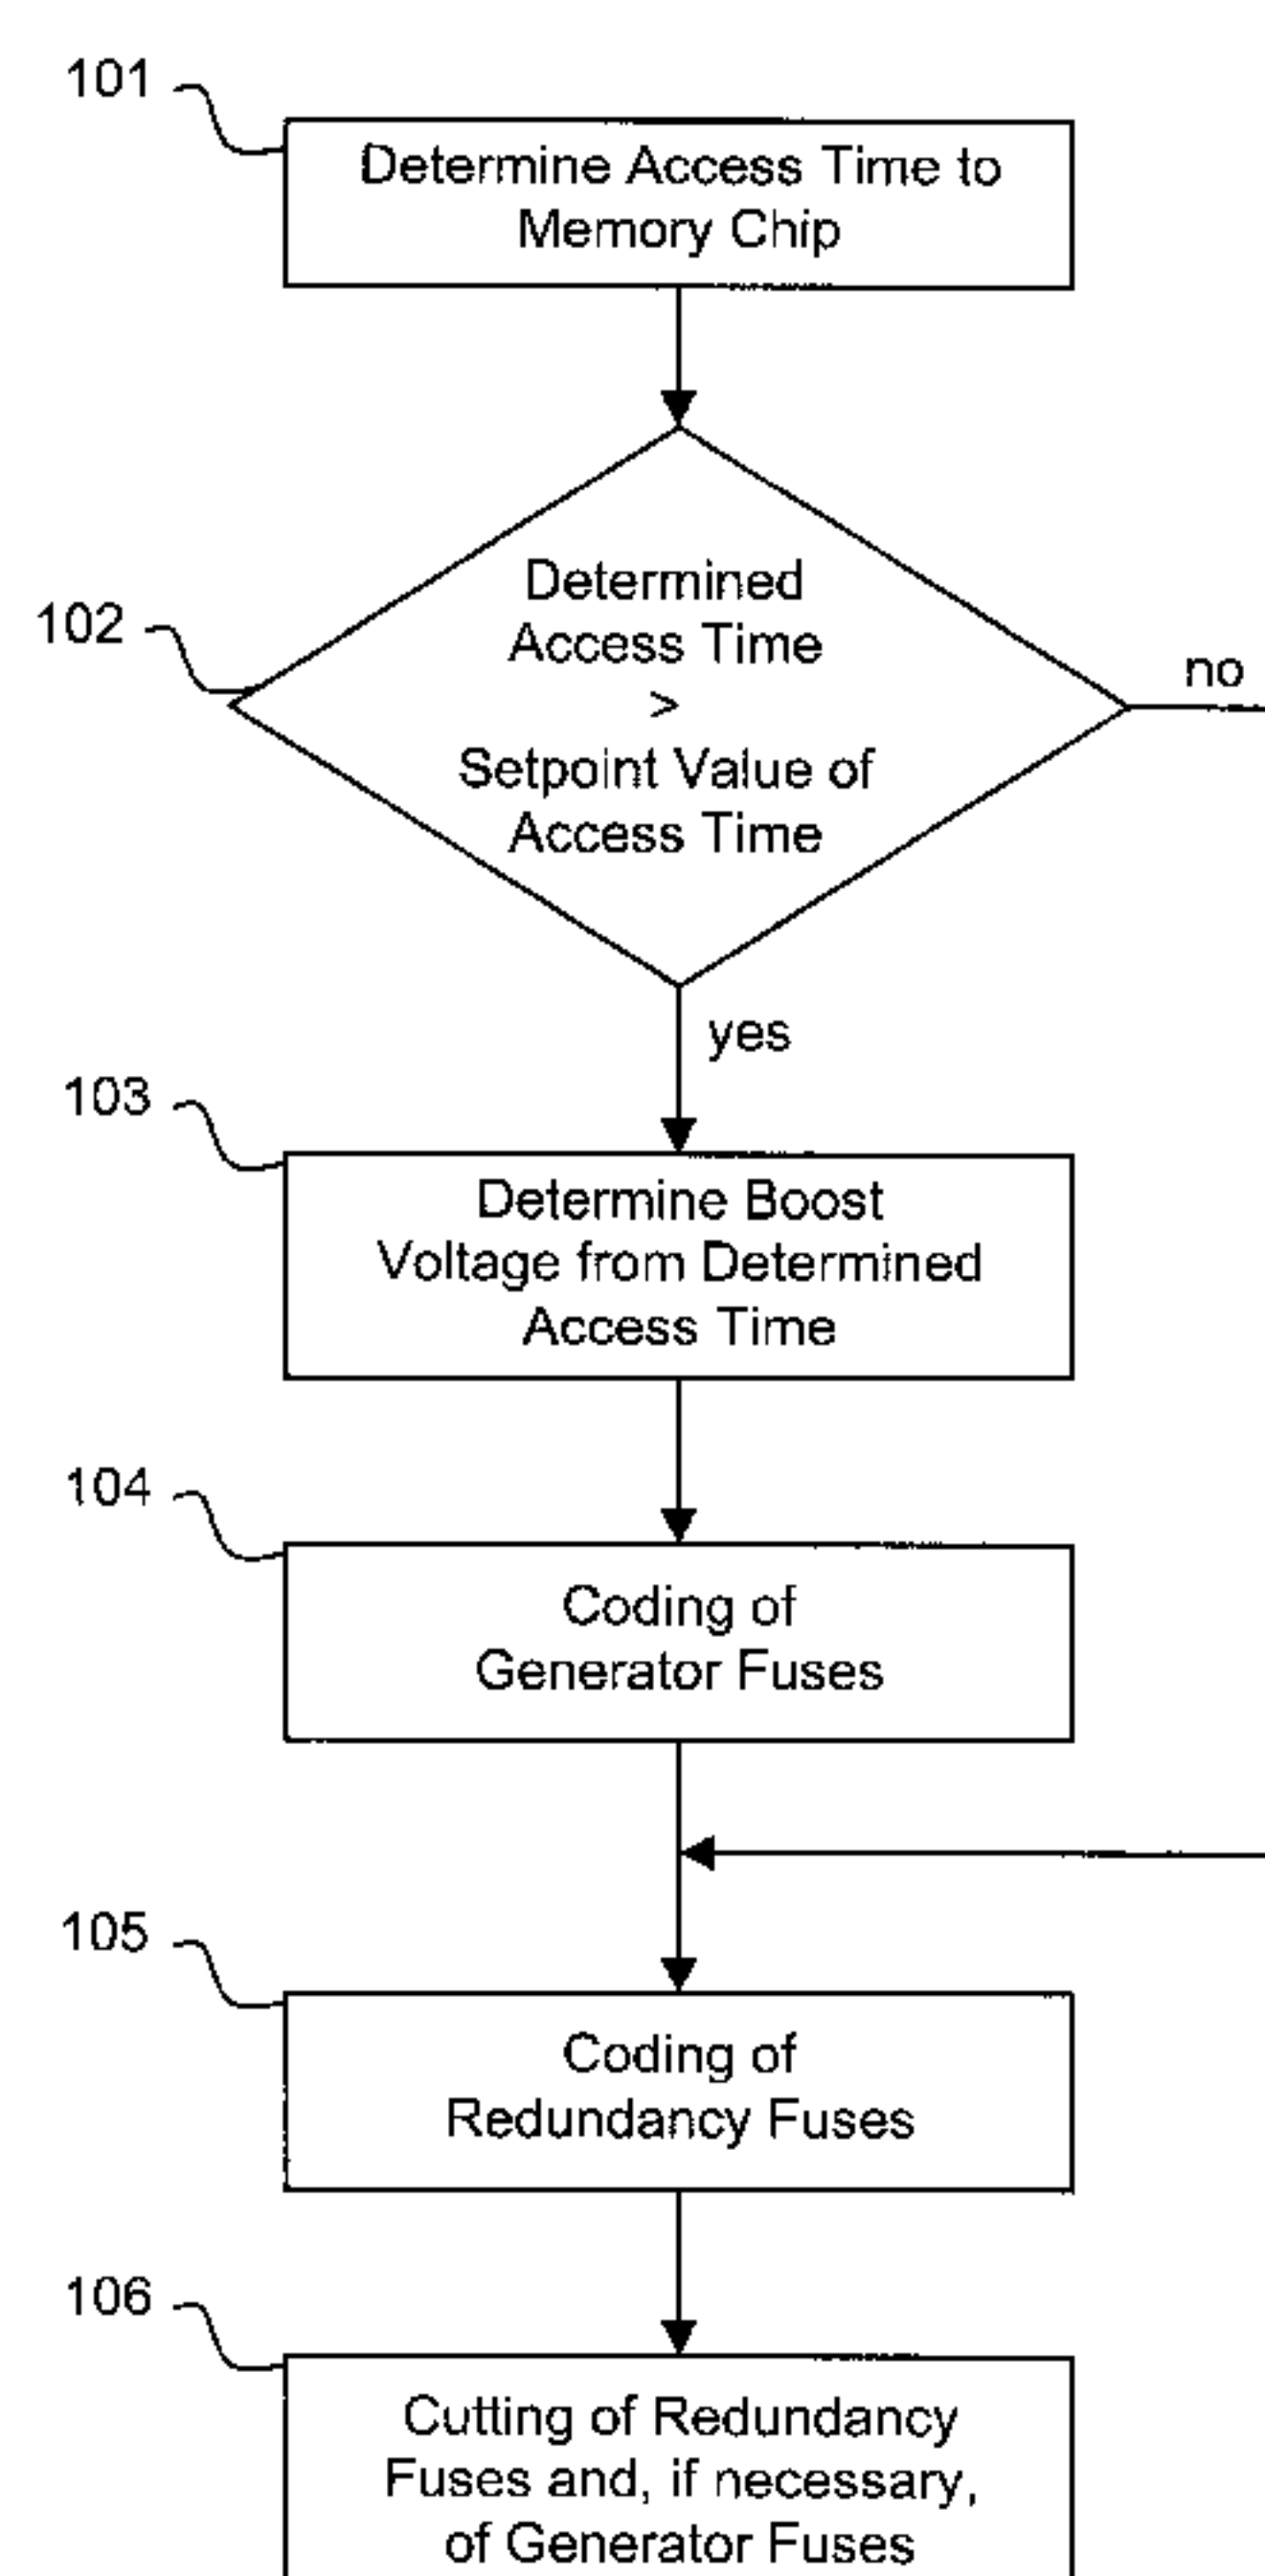 101
Determine Access Time to
Memory Chip
102
Determined
Access Time
>
Setpoint Value of
Access Time
no
yes
103
Determine Boost
Voltage from Determined
Access Time
104
Coding of
Generator Fuses
105
Coding of
Redundancy Fuses
106
Cutting of Redundancy
Fuses and, if necessary,
of Generator Fuses